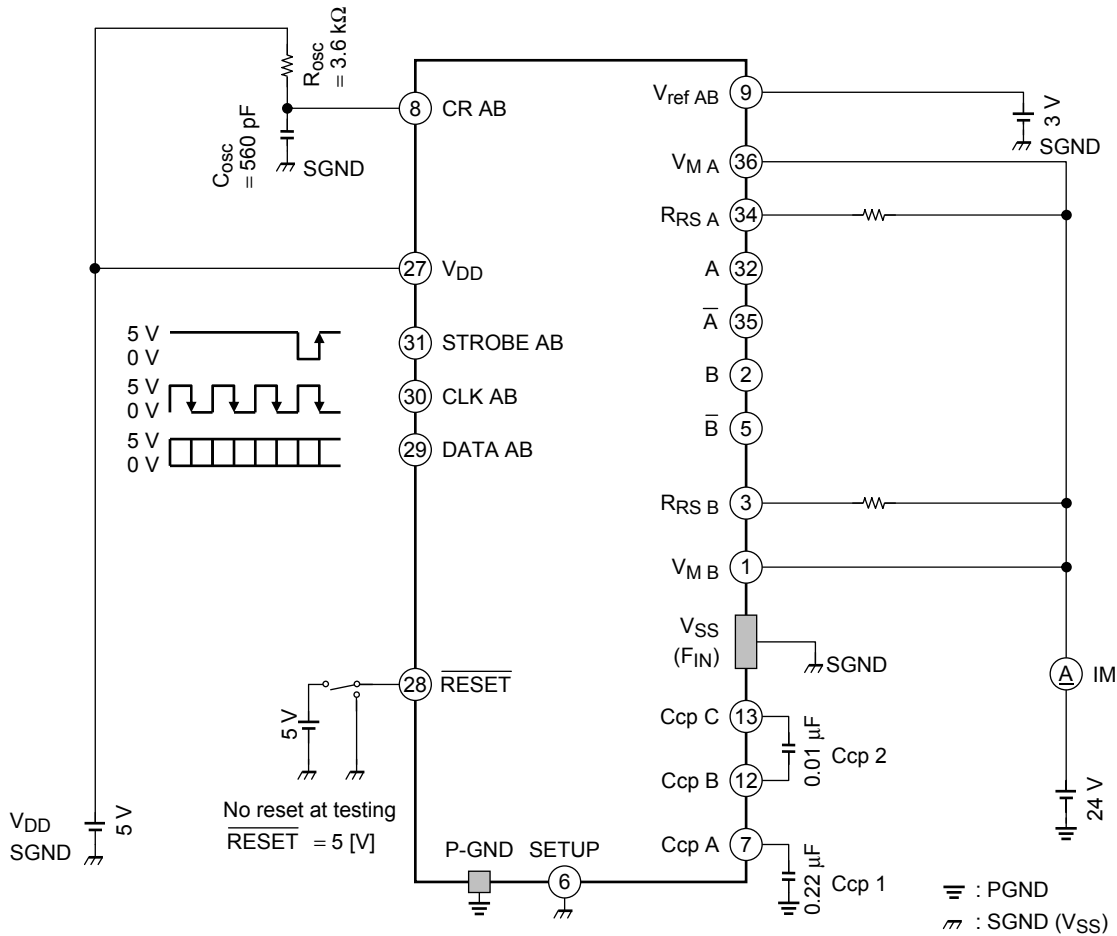 Rosc
= 3.6 kΩ
Cosc
= 560 pF
SGND
8 CR AB
27 VDD
5 V
0 V
31 STROBE AB
5 V
0 V
30 CLK AB
5 V
0 V
29 DATA AB
28 RESET
5 V
No reset at testing
RESET = 5 [V]
VDD
SGND
5 V
P-GND
SETUP
6
Vref AB 9
3 V
SGND
VM A 36
RRS A 34
A 32
A 35
B 2
B 5
RRS B 3
VM B 1
VSS
(FIN)
SGND
A IM
Ccp C 13
0.01 μF
Ccp 2
Ccp B 12
24 V
Ccp A 7
0.22 μF
Ccp 1
: PGND
: SGND (VSS)